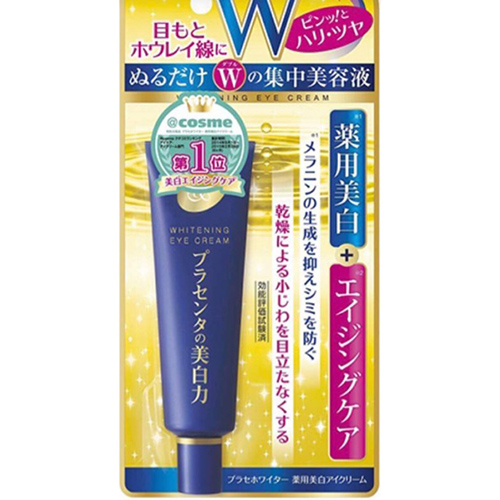 目もと
ホウレイ線に
W
ピンッ!と
ハリ・ツヤ
ぬるだけ
W
ダブル
の集中美容液
WHITENING EYE CREAM
@cosme
第1位
美白エイジングケア
WHITENING
EYE CREAM
プラセンタの美白力
※1
薬用美白
+
※2
エイジングケア
※1
メラニンの生成を抑えシミを防ぐ
乾燥による小じわを目立たなくする
効能評価試験済
プラセホワイター 薬用美白アイクリーム